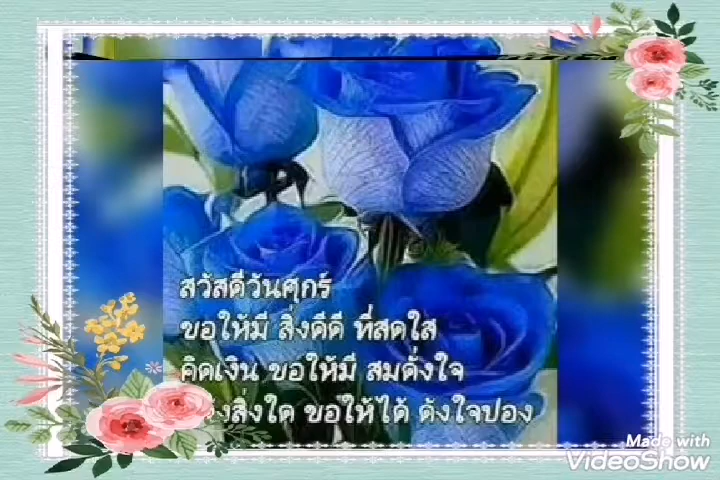 สวัสดีวันศุกร์
ขอให้มี สิ่งดีดี ที่สดใส
คิดเงิน ขอให้มี สมดั่งใจ
สิ่งใด ขอให้ได้ ดังใจปอง
Made with
VideoShow